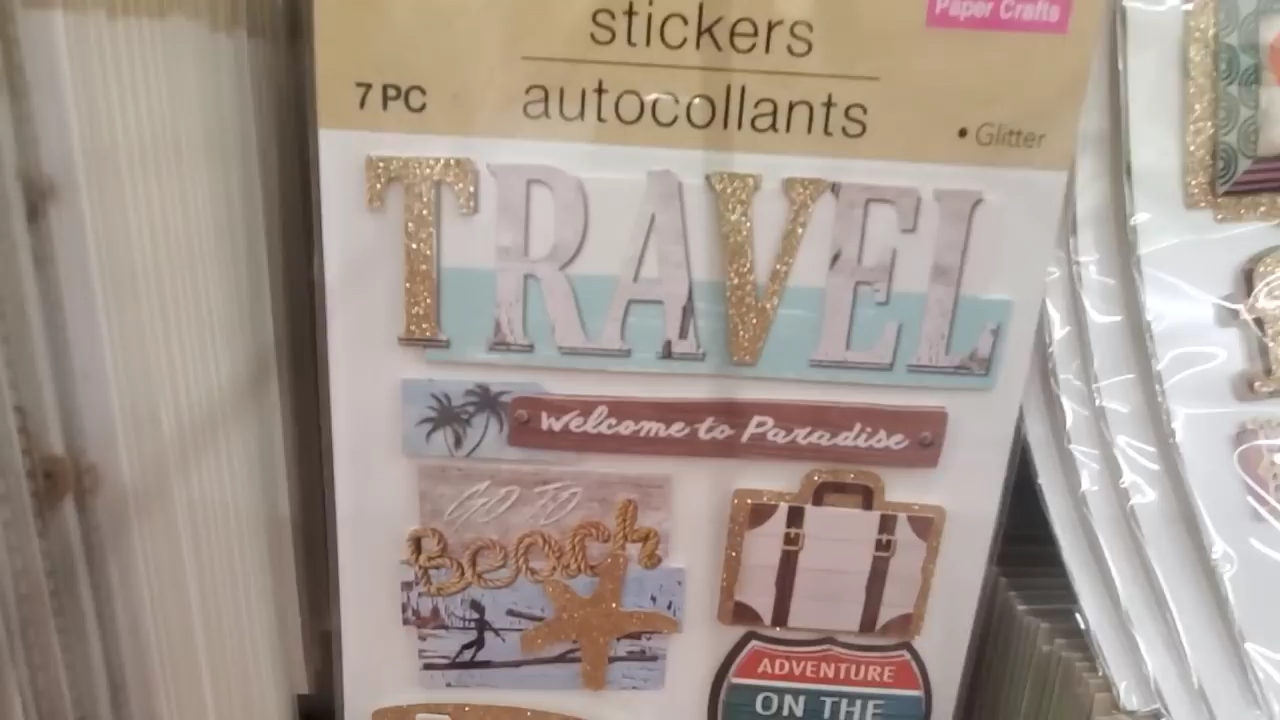 Paper Crafts
stickers
7 PC
autocollants
• Glitter
TRAVEL
Welcome to Paradise
GO TO
Beach
ADVENTURE
ON THE